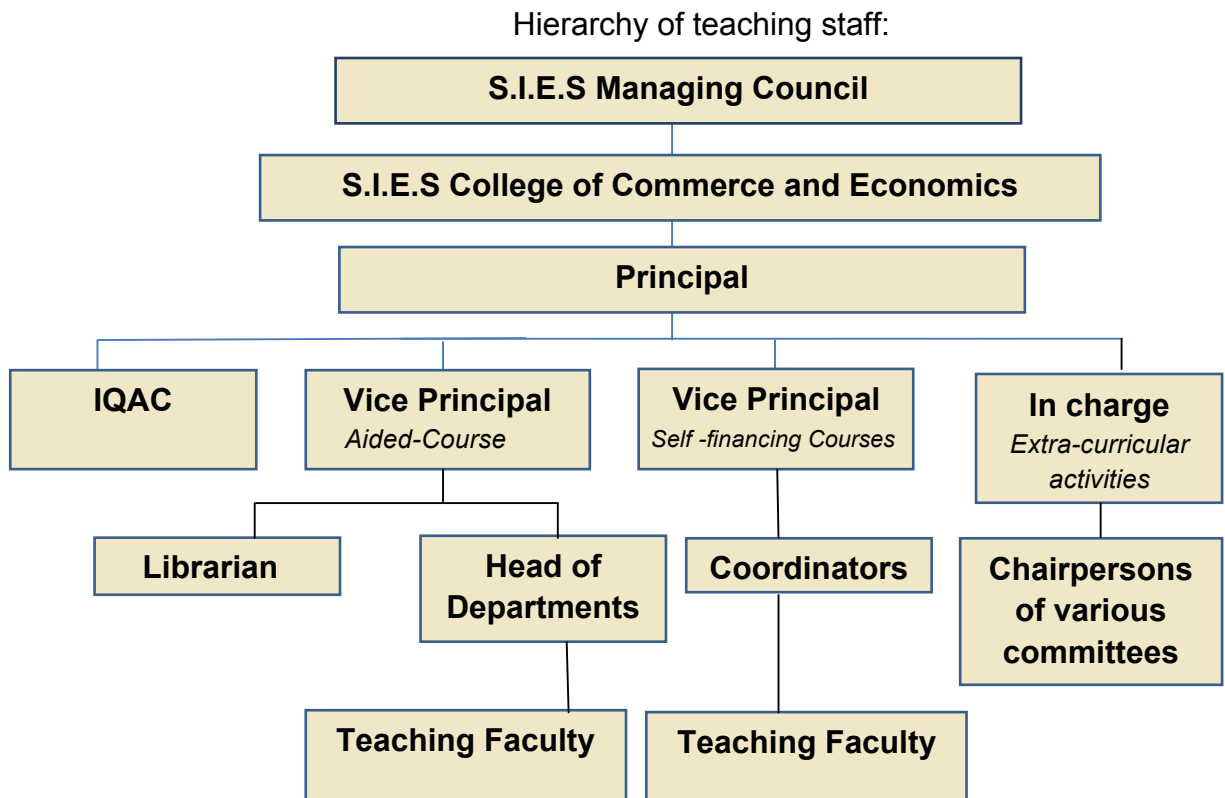 Hierarchy of teaching staff:
S.I.E.S Managing Council
S.I.E.S College of Commerce and Economics
Principal
IQAC
Vice Principal
Aided-Course
Vice Principal
Self -financing Courses
In charge
Extra-curricular
activities
Librarian
Head of
Departments
Coordinators
Chairpersons
of various
committees
Teaching Faculty
Teaching Faculty